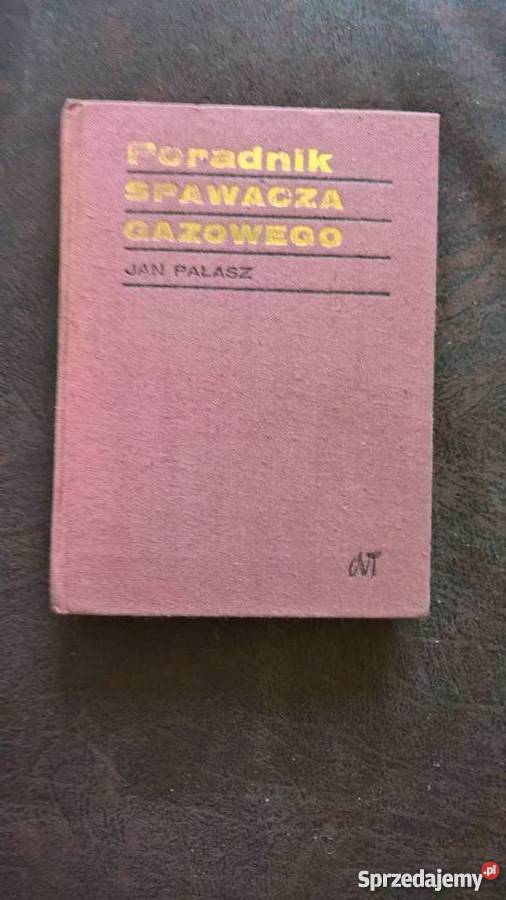 Poradnik
SPAWACZA
GAZOWEGO
JAN PAŁASZ
WNT
Sprzedajemy.pl